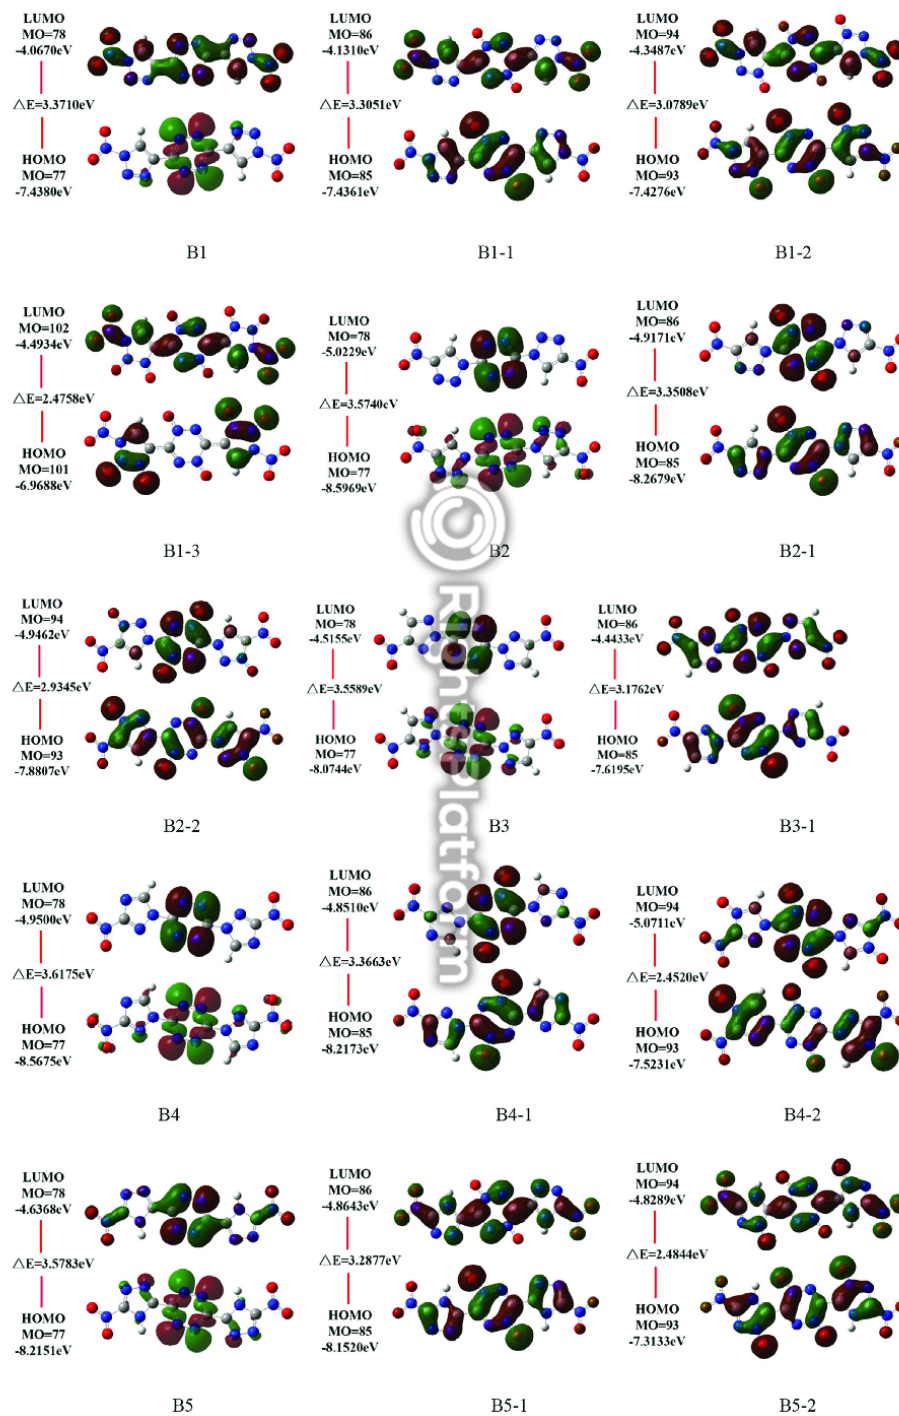 LUMO
MO=78
-4.0670eV
△E=3.3710eV
HOMO
MO=77
-7.4380eV
B1
LUMO
MO=86
-4.1310eV
△E=3.3051eV
HOMO
MO=85
-7.4361eV
B1-1
LUMO
MO=94
-4.3487eV
△E=3.0789eV
HOMO
MO=93
-7.4276eV
B1-2
LUMO
MO=102
-4.4934eV
△E=2.4758eV
HOMO
MO=101
-6.9688eV
B1-3
LUMO
MO=78
-5.0229eV
△E=3.5740eV
HOMO
MO=77
-8.5969eV
B2
LUMO
MO=86
-4.9171eV
△E=3.3508eV
HOMO
MO=85
-8.2679eV
B2-1
LUMO
MO=94
-4.9462eV
△E=2.9345eV
HOMO
MO=93
-7.8807eV
B2-2
LUMO
MO=78
-4.5155eV
△E=3.5589eV
HOMO
MO=77
-8.0744eV
B3
LUMO
MO=86
-4.4433eV
△E=3.1762eV
HOMO
MO=85
-7.6195eV
B3-1
LUMO
MO=78
-4.9500eV
△E=3.6175eV
HOMO
MO=77
-8.5675eV
B4
LUMO
MO=86
-4.8510eV
△E=3.3663eV
HOMO
MO=85
-8.2173eV
B4-1
LUMO
MO=94
-5.0711eV
△E=2.4520eV
HOMO
MO=93
-7.5231eV
B4-2
LUMO
MO=78
-4.6368eV
△E=3.5783eV
HOMO
MO=77
-8.2151eV
B5
LUMO
MO=86
-4.8643eV
△E=3.2877eV
HOMO
MO=85
-8.1520eV
B5-1
LUMO
MO=94
-4.8289eV
△E=2.4844eV
HOMO
MO=93
-7.3133eV
B5-2
RightsPlatform